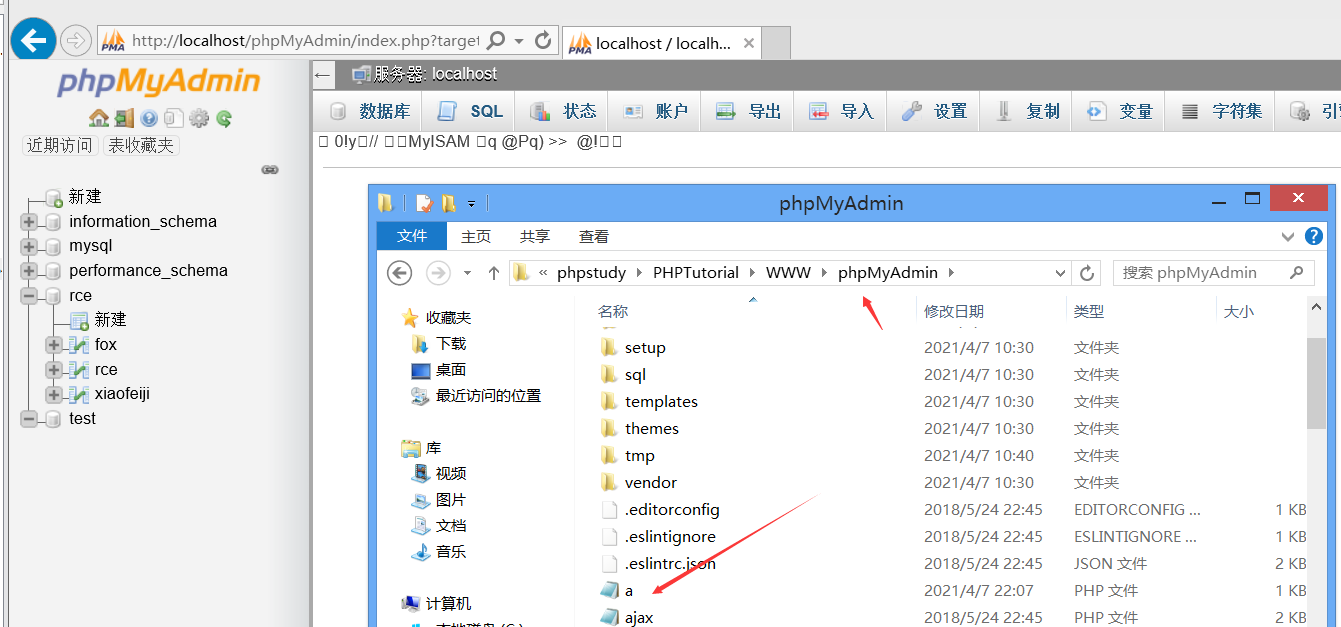 http://localhost/phpMyAdmin/index.php?target
localhost / localh...
phpMyAdmin
近期访问 表收藏夹
新建
information_schema
mysql
performance_schema
rce
新建
fox
rce
xiaofeiji
test
服务器: localhost
数据库 SQL 状态 账户 导出 导入 设置 复制 变量 字符集
0!y // MyISAM q @Pq) >> @!
phpMyAdmin
文件 主页 共享 查看
« phpstudy PHPTutorial WWW phpMyAdmin
搜索 phpMyAdmin
收藏夹
下载
桌面
最近访问的位置
库
视频
图片
文档
音乐
计算机
名称 修改日期 类型 大小
setup 2021/4/7 10:30 文件夹
sql 2021/4/7 10:30 文件夹
templates 2021/4/7 10:30 文件夹
themes 2021/4/7 10:30 文件夹
tmp 2021/4/7 10:40 文件夹
vendor 2021/4/7 10:30 文件夹
.editorconfig 2018/5/24 22:45 EDITORCONFIG ... 1 KB
.eslintignore 2018/5/24 22:45 ESLINTIGNORE ... 1 KB
.eslintrc.json 2018/5/24 22:45 JSON 文件 2 KB
a 2021/4/7 22:07 PHP 文件 1 KB
ajax 2018/5/24 22:45 PHP 文件 2 KB